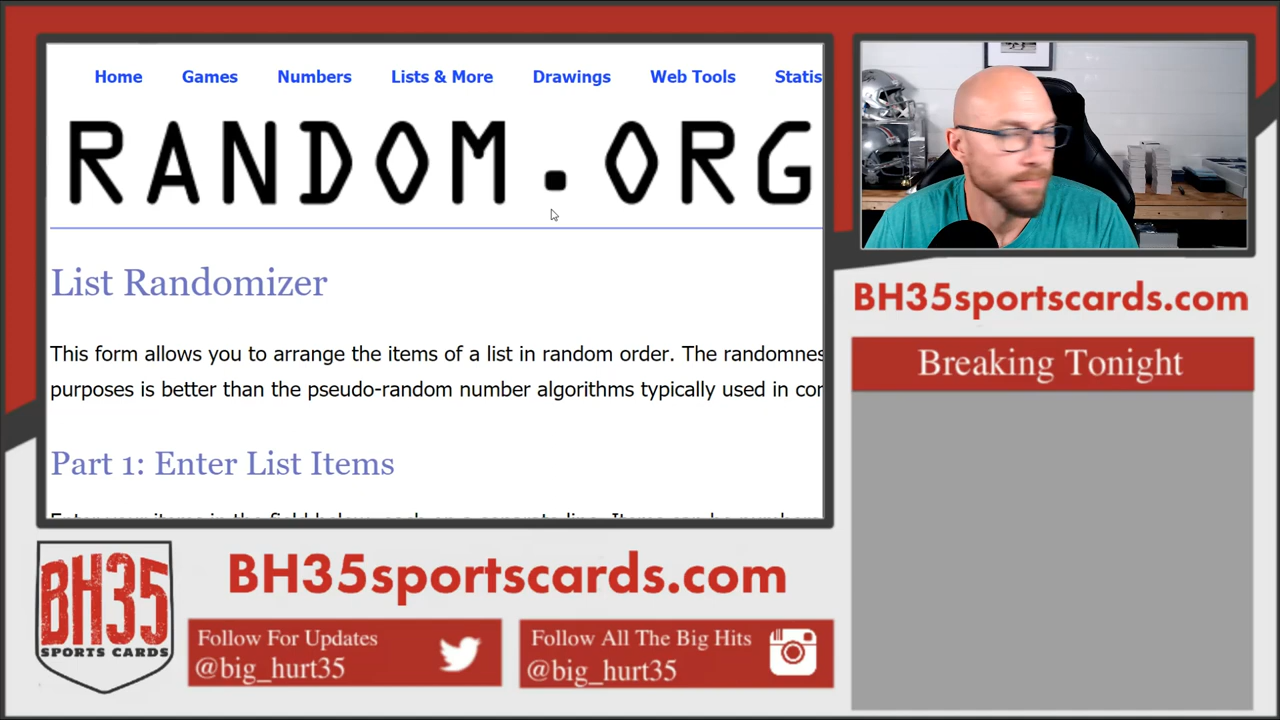 Home Games Numbers Lists & More Drawings Web Tools Statis
RANDOM.ORG
List Randomizer
This form allows you to arrange the items of a list in random order. The randomnes
purposes is better than the pseudo-random number algorithms typically used in con
Part 1: Enter List Items
BH35sportscards.com
Breaking Tonight
BH35
SPORTS CARDS
BH35sportscards.com
Follow For Updates
@big_hurt35
Follow All The Big Hits
@big_hurt35